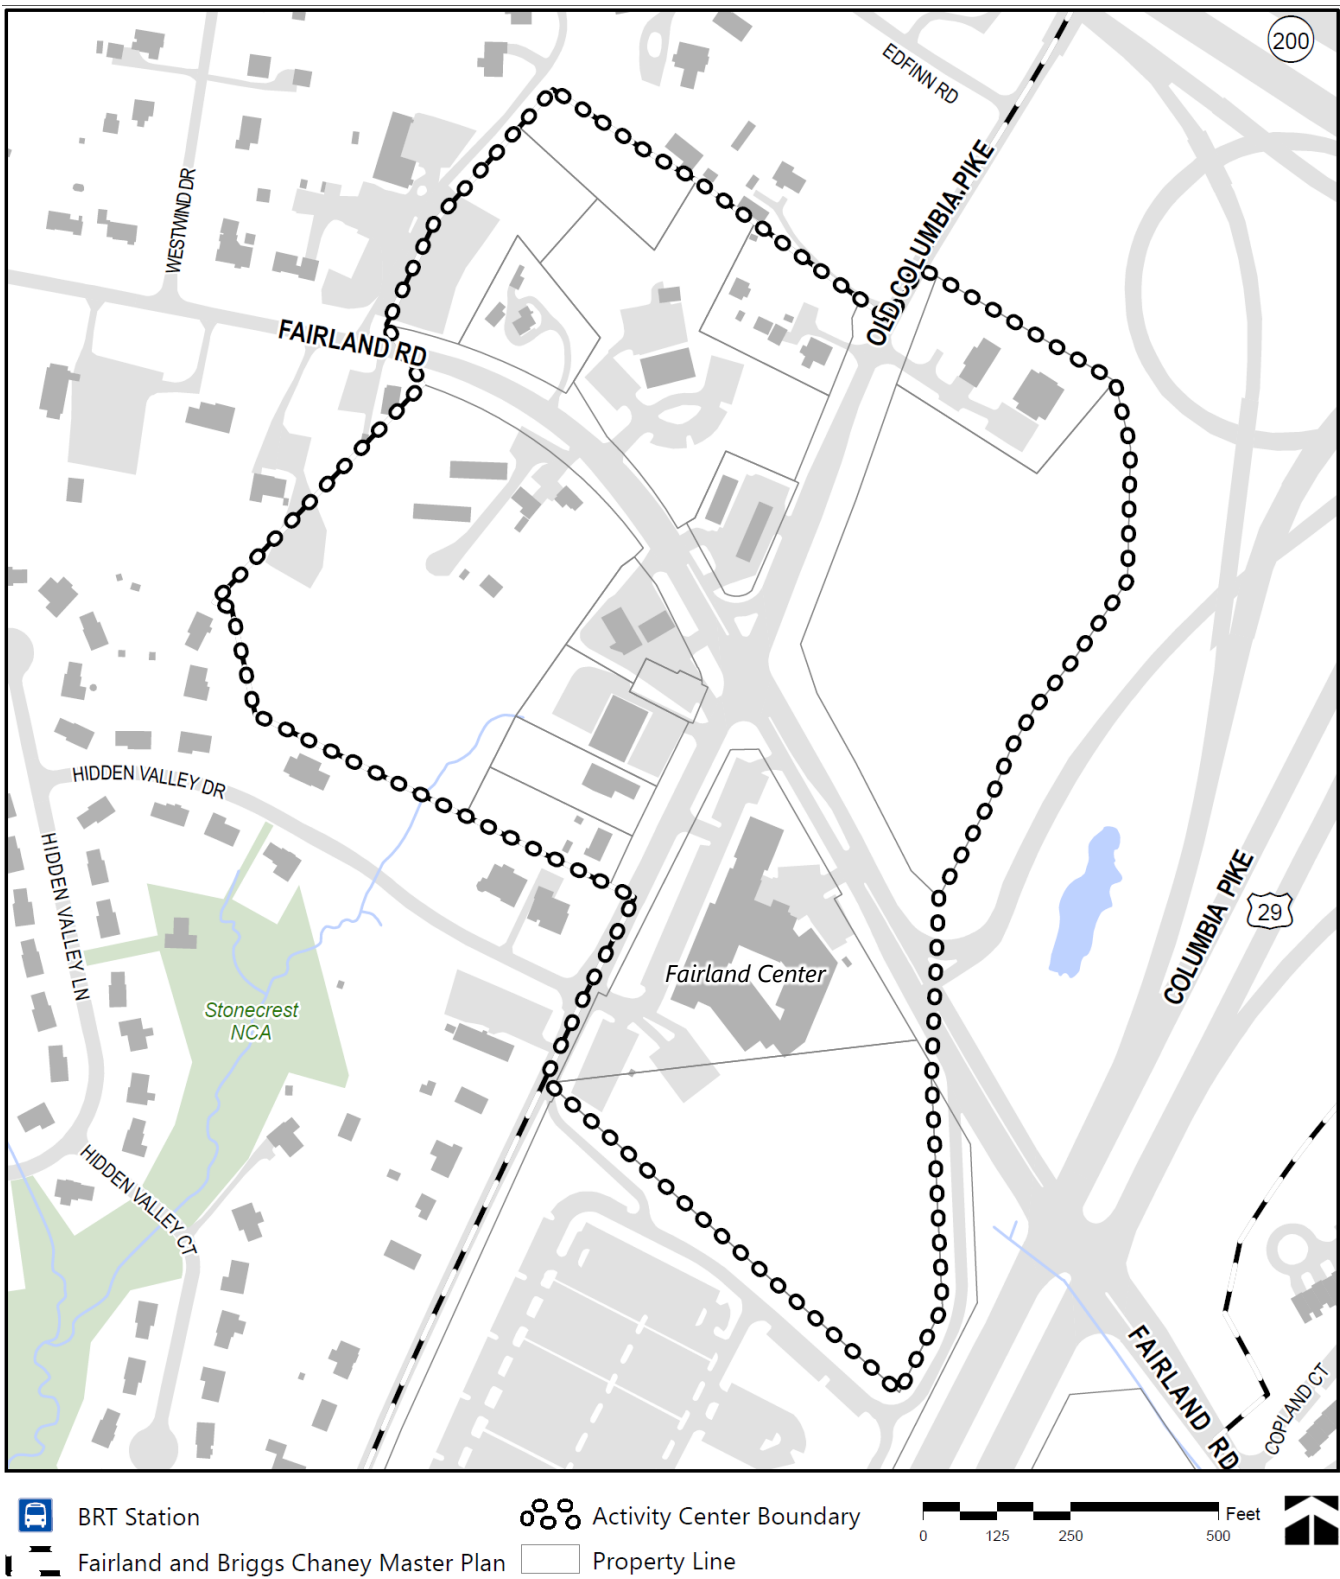 200
EDFINN RD
OLD COLUMBIA PIKE
WESTWIND DR
FAIRLAND RD
HIDDEN VALLEY DR
HIDDEN VALLEY LN
COLUMBIA PIKE
29
Fairland Center
Stonecrest
NCA
HIDDEN VALLEY CT
FAIRLAND RD
COPLAND CT
BRT Station
Activity Center Boundary
Feet
0 125 250 500
Fairland and Briggs Chaney Master Plan
Property Line